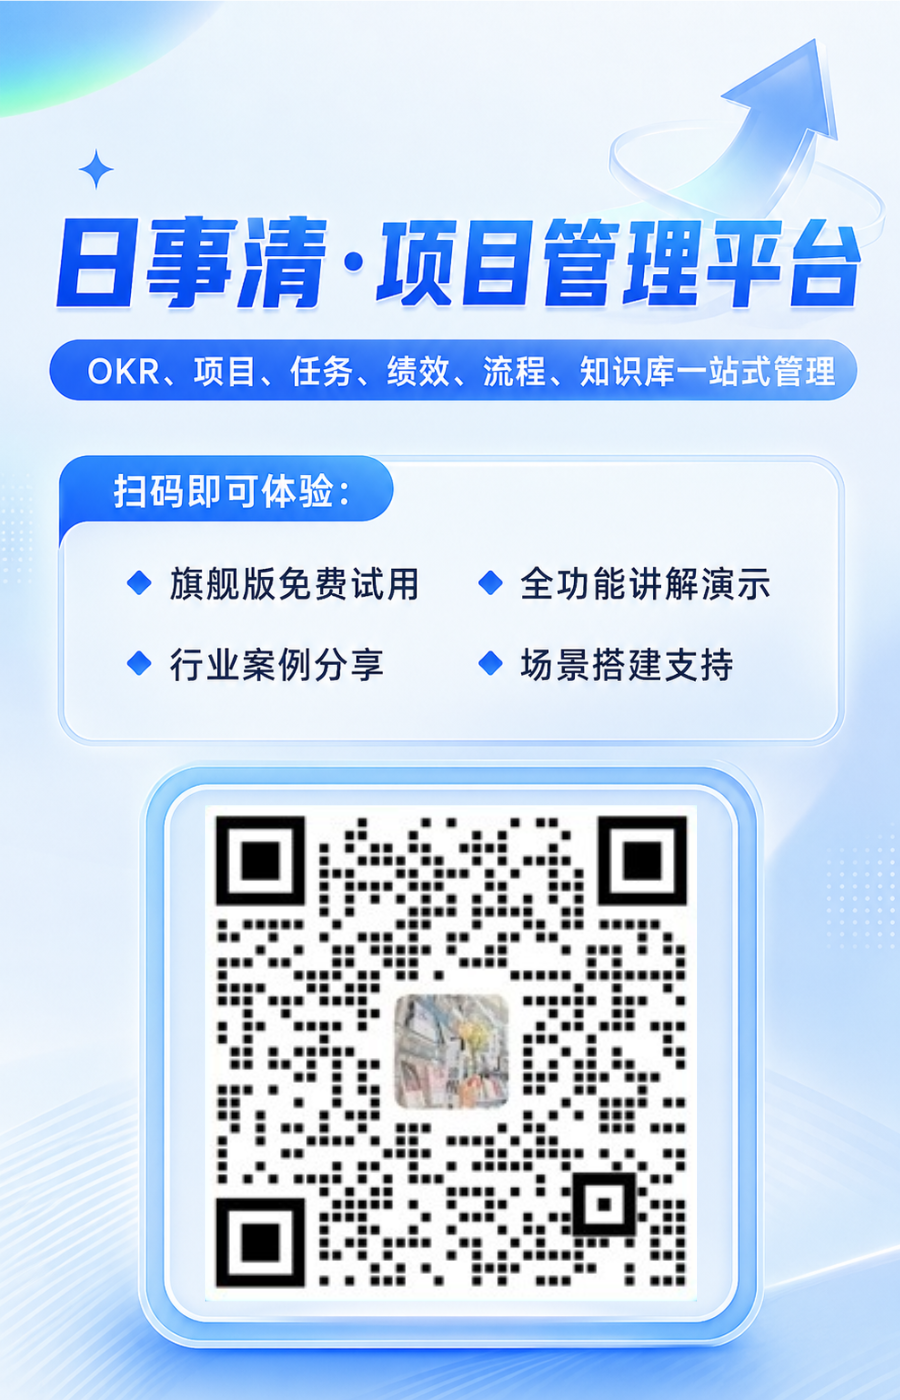 日事清·项目管理平台
OKR、项目、任务、绩效、流程、知识库一站式管理
扫码即可体验：
旗舰版免费试用
全功能讲解演示
行业案例分享
场景搭建支持